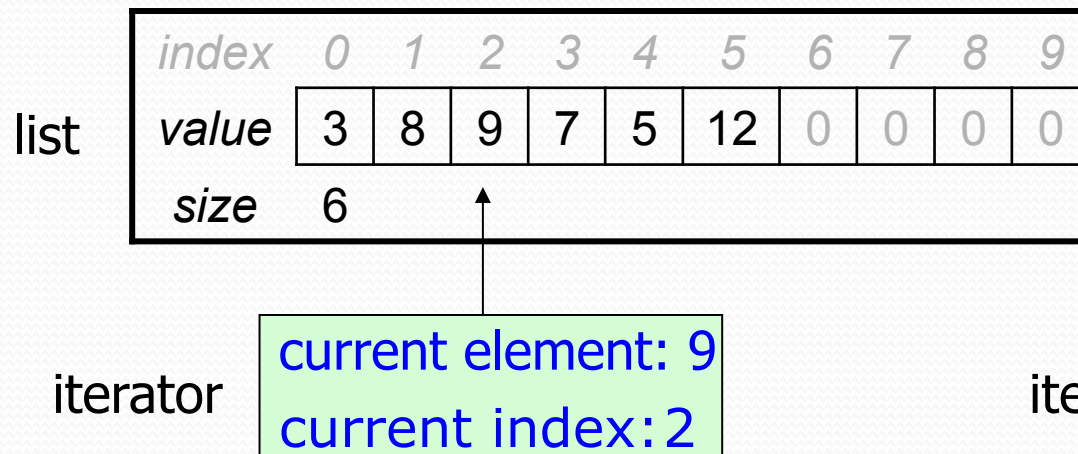 index 0 1 2 3 4 5 6 7 8 9
list value 3 8 9 7 5 12 0 0 0 0
size 6
current element: 9
iterator
current index:2